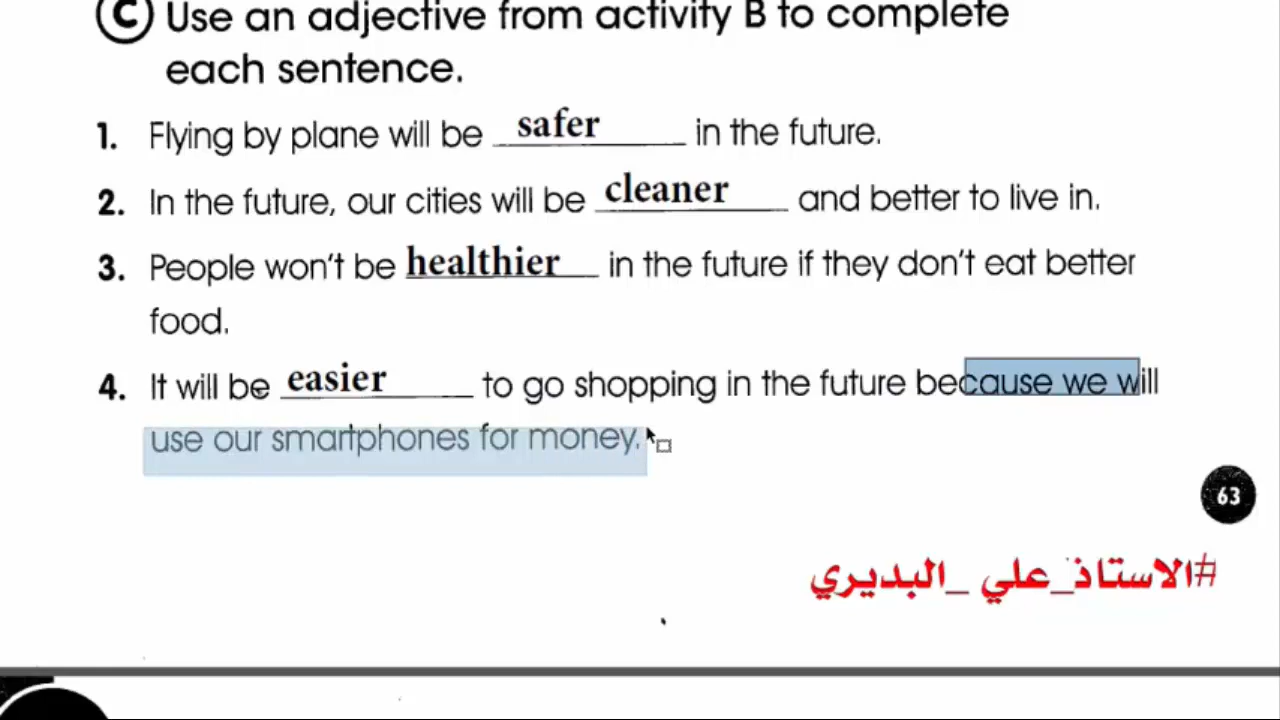 C Use an adjective from activity B to complete
each sentence.
1. Flying by plane will be safer in the future.
2. In the future, our cities will be cleaner and better to live in.
3. People won't be healthier in the future if they don't eat better
food.
4. It will be easier to go shopping in the future because we will
use our smartphones for money.
63
#الاستاذ_علي _البديري